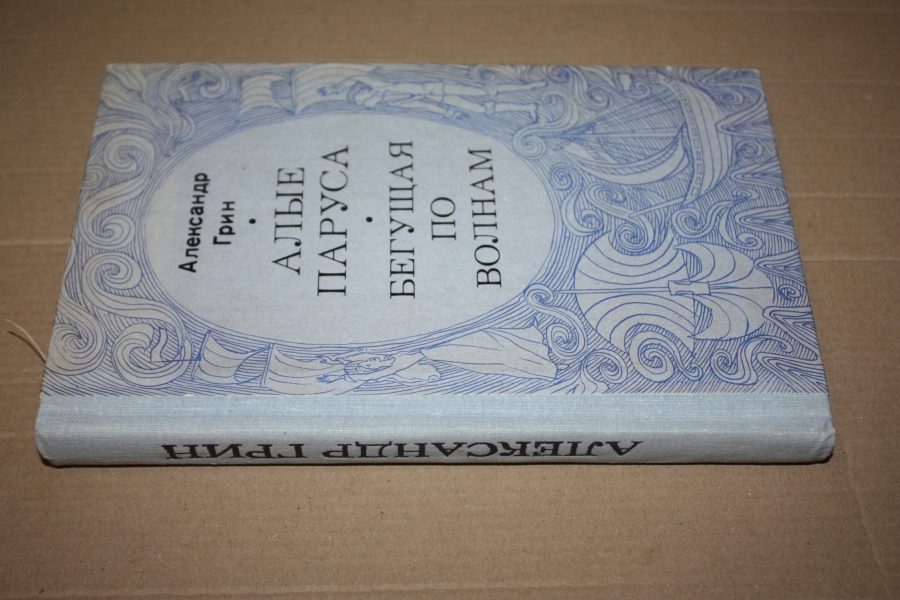 Александр
Грин
•
АЛЫЕ
ПАРУСА
•
БЕГУЩАЯ
ПО
ВОЛНАМ
АЛЕКСАНДР ГРИН